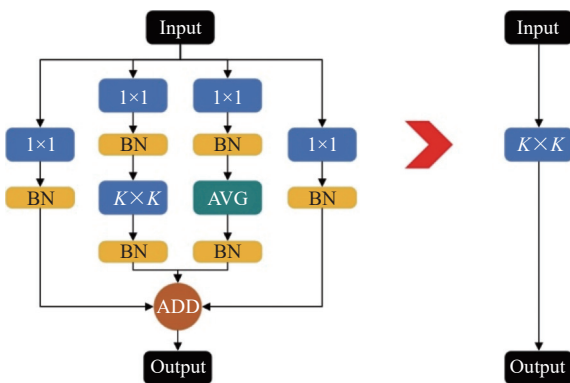 Input
1×1
1×1
1×1
BN
BN
1×1
BN
K×K
AVG
BN
BN
BN
ADD
Output
Input
K×K
Output